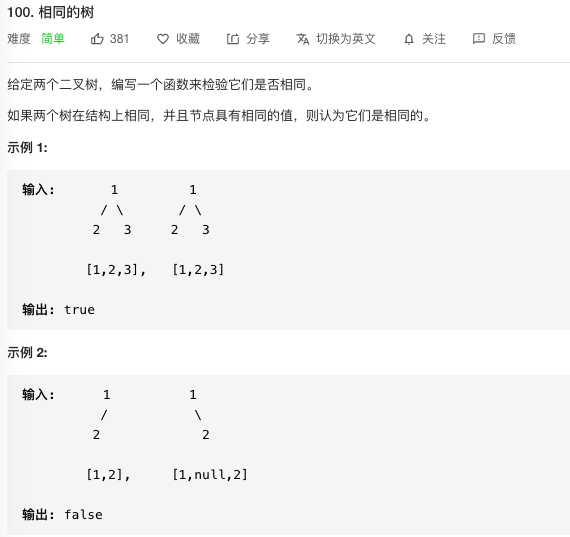 100. 相同的树
难度 简单 381 收藏 分享 切换为英文 关注 反馈
给定两个二叉树，编写一个函数来检验它们是否相同。
如果两个树在结构上相同，并且节点具有相同的值，则认为它们是相同的。
示例 1:
输入: 1 1
/ \ / \
2 3 2 3
[1,2,3], [1,2,3]
输出: true
示例 2:
输入: 1 1
/ \
2 2
[1,2], [1,null,2]
输出: false